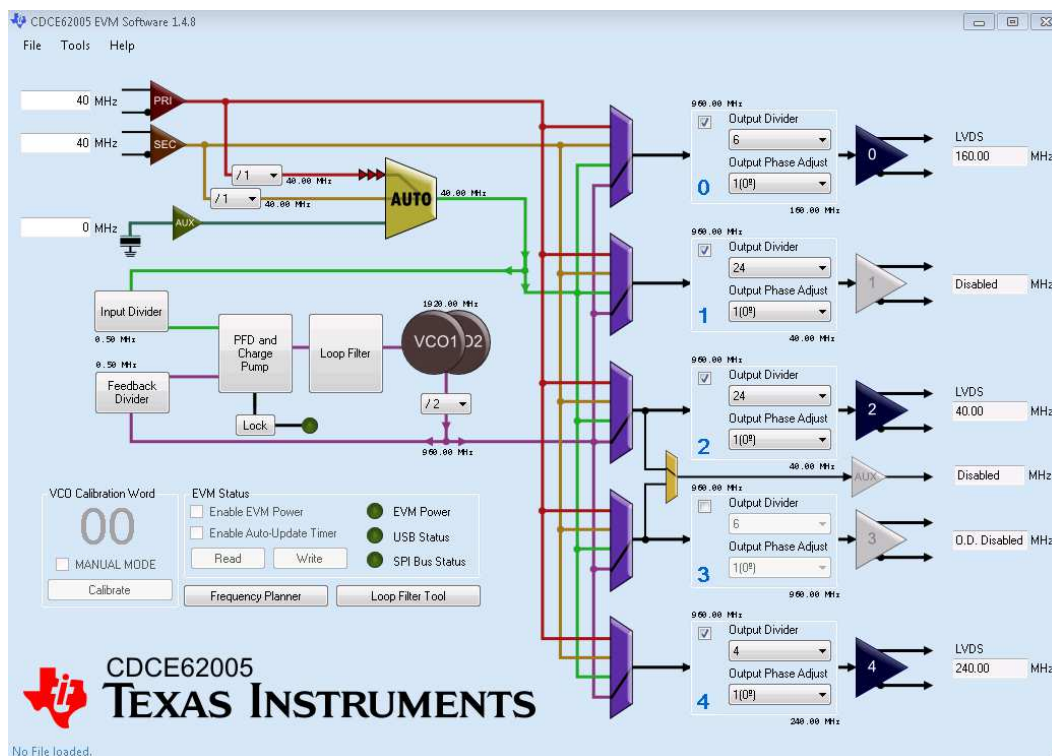 CDCE62005 EVM Software 1.4.8
File Tools Help
40 MHz PRI
40 MHz SEC
/1 40.00 MHz
/1 40.00 MHz
AUTO 40.00 MHz
0 MHz AUX
Input Divider
0.50 MHz
PFD and
Charge
Pump
Loop Filter
1920.00 MHz
VCO1 O2
0.50 MHz
Feedback
Divider
/2
Lock
960.00 MHz
VCO Calibration Word
00
MANUAL MODE
Calibrate
EVM Status
Enable EVM Power
EVM Power
Enable Auto-Update Timer
USB Status
Read Write
SPI Bus Status
Frequency Planner Loop Filter Tool
960.00 MHz
Output Divider
6
Output Phase Adjust
0 1(0º)
160.00 MHz
0
LVDS
160.00 MHz
960.00 MHz
Output Divider
24
Output Phase Adjust
1 1(0º)
40.00 MHz
1
Disabled MHz
960.00 MHz
Output Divider
24
Output Phase Adjust
2 1(0º)
40.00 MHz
2
LVDS
40.00 MHz
AUX
Disabled MHz
960.00 MHz
Output Divider
6
Output Phase Adjust
3 1(0º)
960.00 MHz
3
O.D. Disabled MHz
960.00 MHz
Output Divider
4
Output Phase Adjust
4 1(0º)
240.00 MHz
4
LVDS
240.00 MHz
CDCE62005
TEXAS INSTRUMENTS
No File loaded.